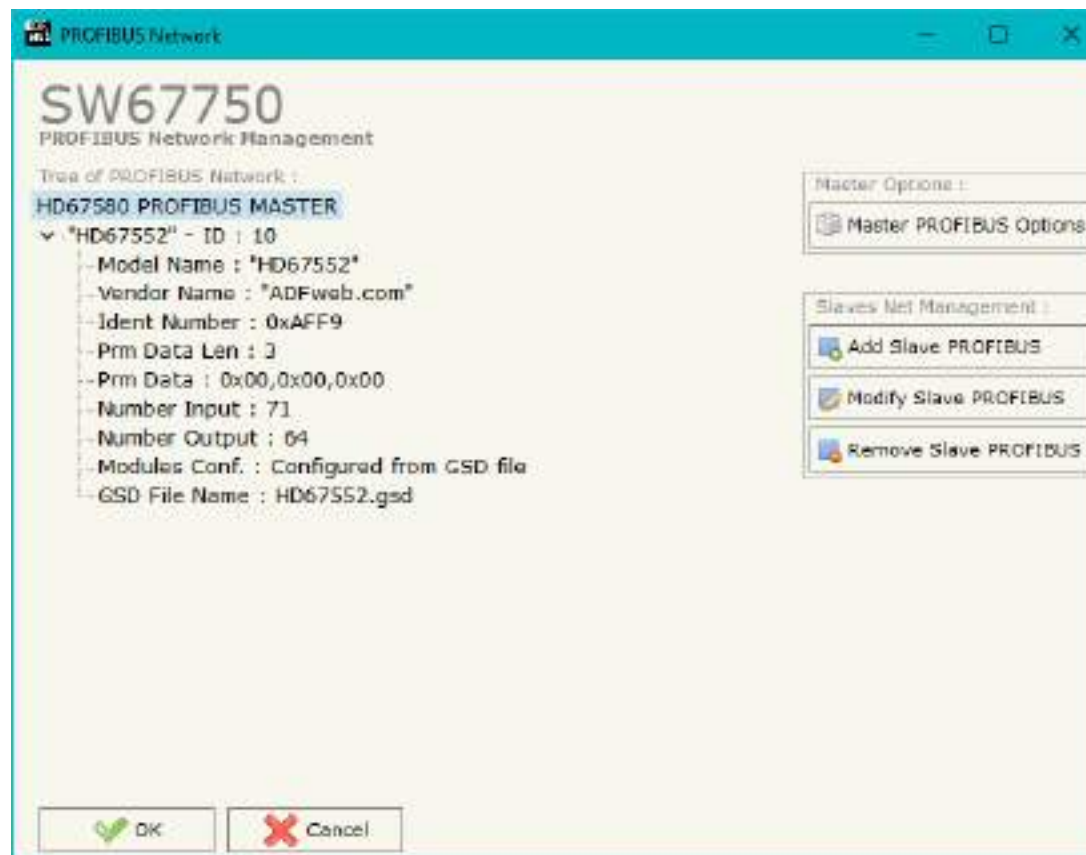 PROFIBUS Network
SW67750
PROFIBUS Network Management
Tree of PROFIBUS Network :
HD67580 PROFIBUS MASTER
"HD67552" - ID : 10
Model Name : "HD67552"
Vendor Name : "ADFweb.com"
Ident Number : 0xAFF9
Prm Data Len : 3
Prm Data : 0x00,0x00,0x00
Number Input : 71
Number Output : 64
Modules Conf. : Configured from GSD file
GSD File Name : HD67552.gsd
Master Options :
Master PROFIBUS Options
Slaves Net Management :
Add Slave PROFIBUS
Modify Slave PROFIBUS
Remove Slave PROFIBUS
OK
Cancel